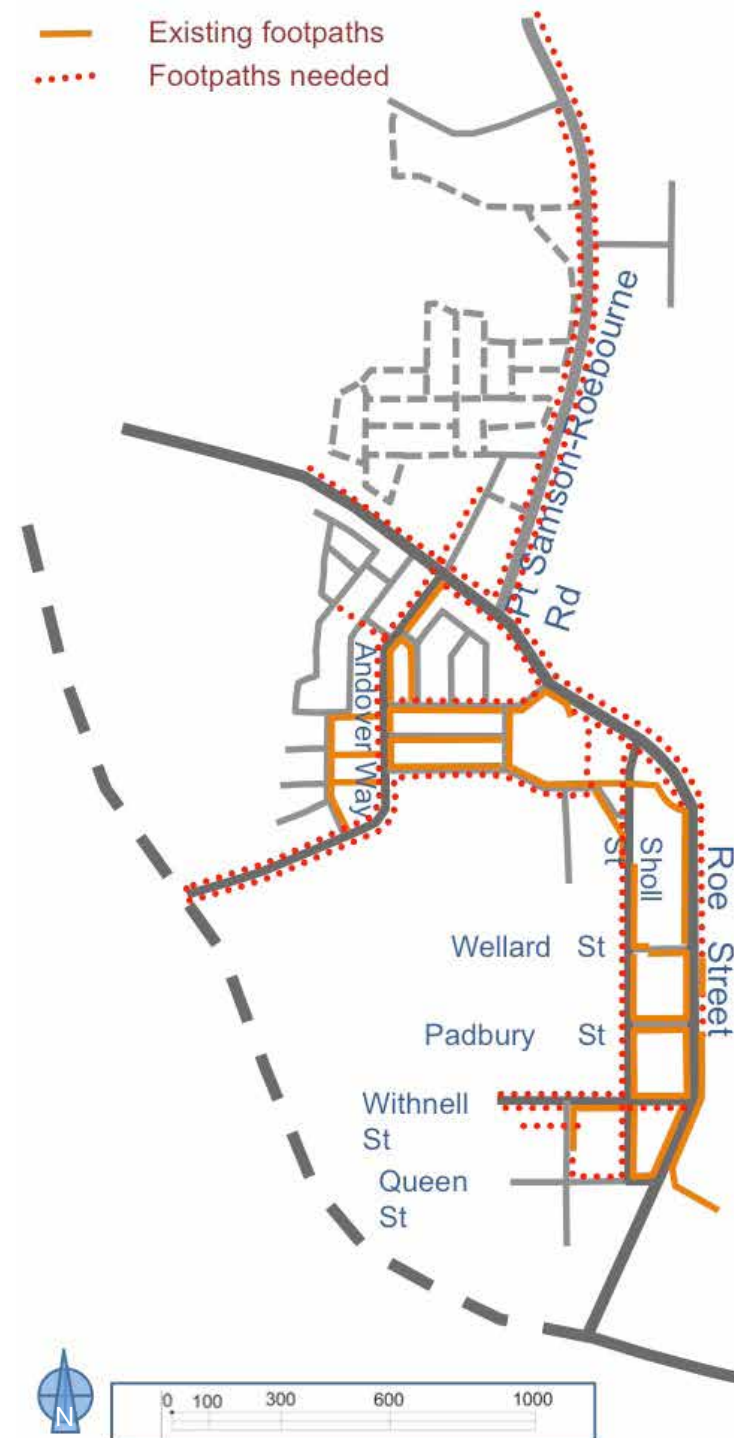 Existing footpaths
Footpaths needed
Pt Samson-Roebourne
Rd
Andover Way
Sholl
St
Roe Street
Wellard St
Padbury St
Withnell
St
Queen
St
N
0 100 300 600 1000